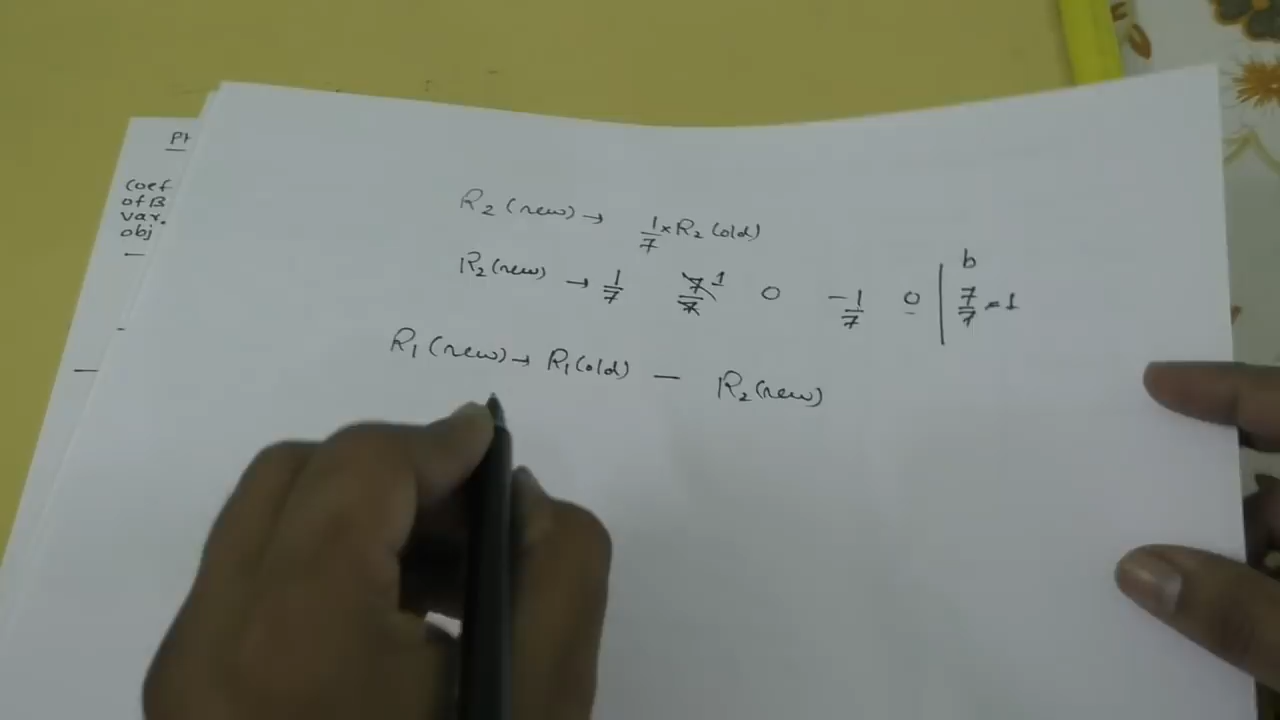 Ph
Coef
of B
var.
obj
R₂(new) → 1/7 × R₂(old)
b
R₂(new) → 1/7 7/7 1 0 -1/7 0 | 7/7 = 1
R₁(new) → R₁(old) — R₂(new)